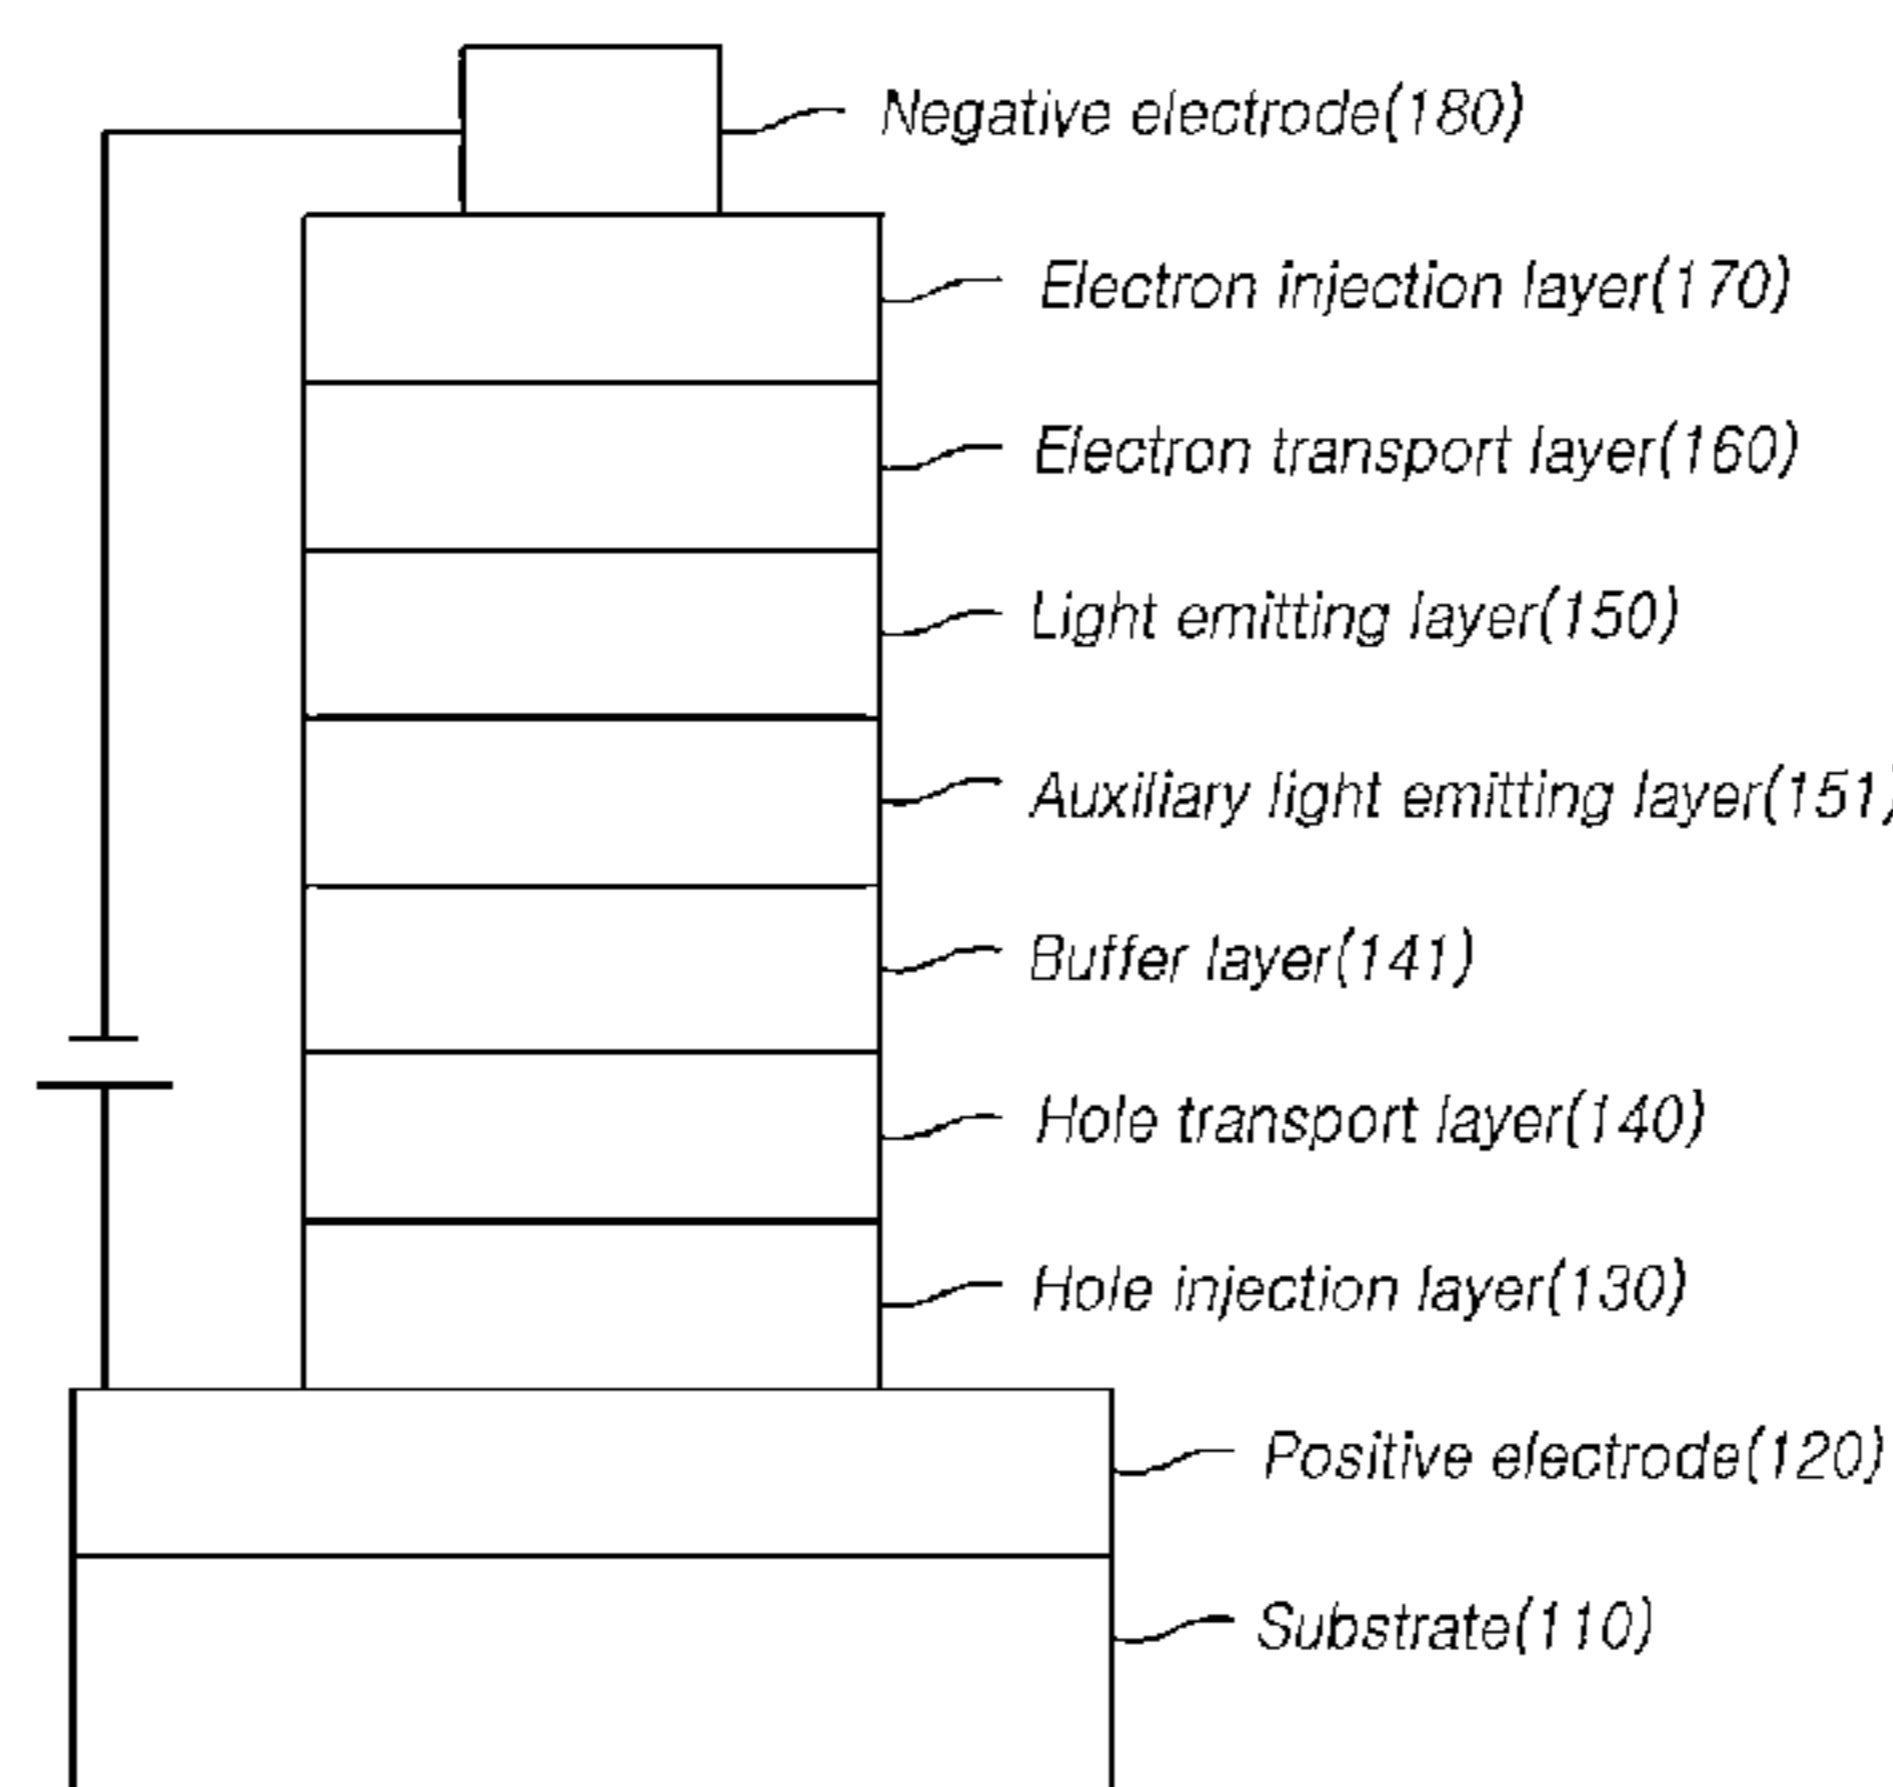 Negative electrode(180)
Electron injection layer(170)
Electron transport layer(160)
Light emitting layer(150)
Auxiliary light emitting layer(151)
Buffer layer(141)
Hole transport layer(140)
Hole injection layer(130)
Positive electrode(120)
Substrate(110)